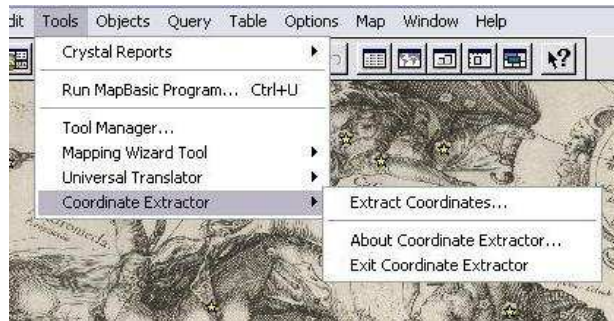 dit Tools Objects Query Table Options Map Window Help
Crystal Reports
Run MapBasic Program... Ctrl+U
Tool Manager...
Mapping Wizard Tool
Universal Translator
Coordinate Extractor
Extract Coordinates...
About Coordinate Extractor...
Exit Coordinate Extractor